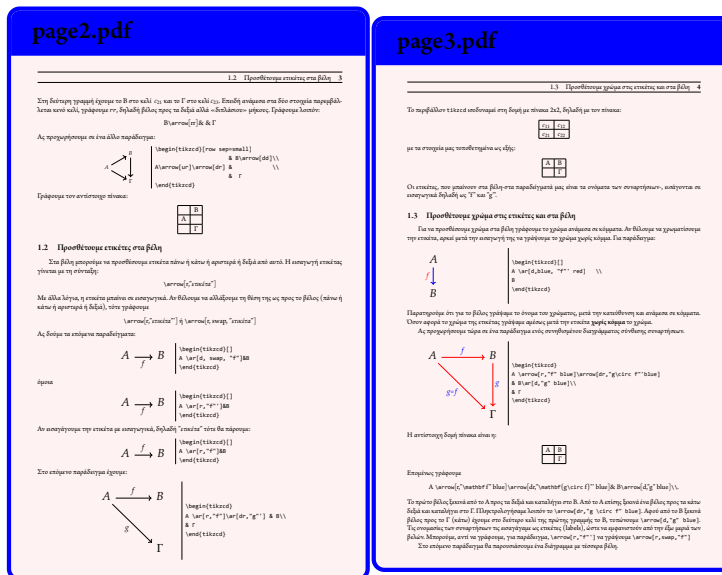 page2.pdf
1.2 Προσθέτουμε ετικέτες στα βέλη 3
Στη δεύτερη γραμμή έχουμε το Β στο κελί c₂₁ και το Γ στο κελί c₂₃. Επειδή ανάμεσα στα δύο στοιχεία παρεμβάλ-
λεται κενό κελί, γράφουμε rr, δηλαδή βέλος προς τα δεξιά αλλά «διπλάσιου» μήκους. Γράφουμε λοιπόν:
B\arrow[rr]& & Γ
Ας προχωρήσουμε σε ένα άλλο παράδειγμα:
B
A
Γ
\begin{tikzcd}[row sep=small]
& B\arrow[dd]\\
A\arrow[ur]\arrow[dr] &
& Γ
\end{tikzcd}
Γράφουμε τον αντίστοιχο πίνακα:
B
A
Γ
1.2 Προσθέτουμε ετικέτες στα βέλη
Στα βέλη μπορούμε να προσθέσουμε ετικέτα πάνω ή κάτω ή αριστερά ή δεξιά από αυτό. Η εισαγωγή ετικέτας
γίνεται με τη σύνταξη:
\arrow[r,"ετικέτα"]
Με άλλα λόγια, η ετικέτα μπαίνει σε εισαγωγικά. Αν θέλουμε να αλλάξουμε τη θέση της ως προς το βέλος (πάνω ή
κάτω ή αριστερά ή δεξιά), τότε γράφουμε
\arrow[r,"ετικέτα"'] ή \arrow[r, swap, "ετικέτα"]
Ας δούμε τα επόμενα παραδείγματα:
A f B
\begin{tikzcd}[]
A \ar[d, swap, "f"]&B
\end{tikzcd}
όμοια
A f B
\begin{tikzcd}[]
A \ar[r,"f"']&B
\end{tikzcd}
Αν εισαγάγουμε την ετικέτα με εισαγωγικά, δηλαδή "ετικέτα" τότε θα πάρουμε:
A f B
\begin{tikzcd}[]
A \ar[r,"f"]&B
\end{tikzcd}
Στο επόμενο παράδειγμα έχουμε:
A f B
g
Γ
\begin{tikzcd}
A \ar[r,"f"]\ar[dr,"g"'] & B\\
& Γ
\end{tikzcd}
page3.pdf
1.3 Προσθέτουμε χρώμα στις ετικέτες και στα βέλη 4
Το περιβάλλον tikzcd ισοδυναμεί στη δομή με πίνακα 2x2, δηλαδή με τον πίνακα:
c₁₁ c₁₂
c₂₁ c₂₂
με τα στοιχεία μας τοποθετημένα ως εξής:
A B
Γ
Οι ετικέτες, που μπαίνουν στα βέλη-στα παραδείγματά μας είναι τα ονόματα των συναρτήσεων-, εισάγονται σε
εισαγωγικά δηλαδή ως "f" και "g".
1.3 Προσθέτουμε χρώμα στις ετικέτες και στα βέλη
Για να προσθέσουμε χρώμα στα βέλη γράφουμε το χρώμα ανάμεσα σε κόμματα. Αν θέλουμε να χρωματίσουμε
την ετικέτα, αρκεί μετά την εισαγωγή της να γράψουμε το χρώμα χωρίς κόμμα. Για παράδειγμα:
A
f
B
\begin{tikzcd}[]
A \ar[d,blue, "f"' red] \\
B
\end{tikzcd}
Παρατηρούμε ότι για το βέλος γράψαμε το όνομα του χρώματος, μετά την κατεύθυνση και ανάμεσα σε κόμματα.
Όσον αφορά το χρώμα της ετικέτας γράψαμε αμέσως μετά την ετικέτα χωρίς κόμμα το χρώμα.
Ας προχωρήσουμε τώρα σε ένα παράδειγμα ενός συνηθισμένου διαγράμματος σύνθεσης συναρτήσεων.
A f B
g∘f g
Γ
\begin{tikzcd}
A \arrow[r,"f" blue]\arrow[dr,"g\circ f"'blue]
& B\ar[d,"g" blue]\\
& Γ
\end{tikzcd}
Η αντίστοιχη δομή πίνακα είναι η:
A B
Γ
Επομένως γράφουμε
A \arrow[r,"\mathbf f" blue]\arrow[dr,"\mathbf{g\circ f}"' blue]& B\arrow[d,"g" blue]\\.
Το πρώτο βέλος ξεκινά από το Α προς τα δεξιά και καταλήγει στο Β. Από το Α επίσης ξεκινά ένα βέλος προς τα κάτω
δεξιά και καταλήγει στο Γ. Πληκτρολογήσαμε λοιπόν το \arrow[dr,"g \circ f" blue]. Αφού από το Β ξεκινά
βέλος προς το Γ (κάτω) έχουμε στο δεύτερο κελί της πρώτης γραμμής το Β, τυπώνουμε \arrow[d,"g" blue].
Τις ονομασίες των συναρτήσεων τις εισαγάγαμε ως ετικέτες (labels), ώστε να εμφανιστούν από την έξω μεριά των
βελών. Μπορούμε, αντί να γράφουμε, για παράδειγμα, \arrow[r,"f"'] να γράψουμε \arrow[r,swap,"f"]
Στο επόμενο παράδειγμα θα παρουσιάσουμε ένα διάγραμμα με τέσσερα βέλη.